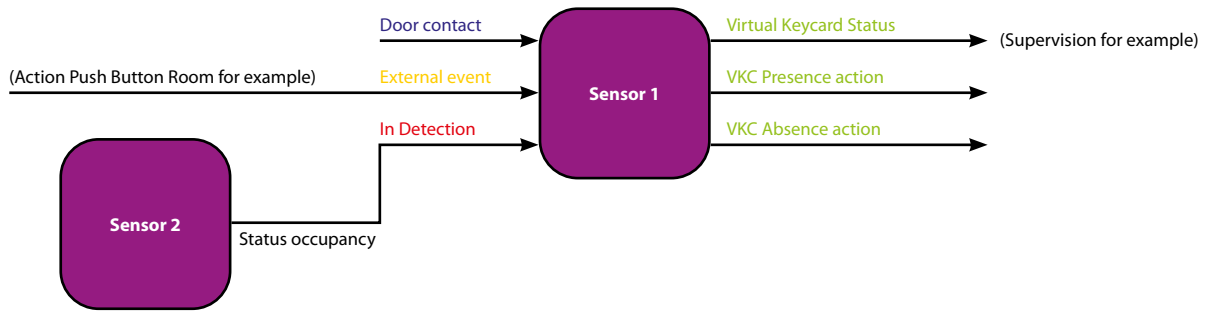 Door contact
Virtual Keycard Status
(Supervision for example)
(Action Push Button Room for example)
External event
Sensor 1
VKC Presence action
In Detection
VKC Absence action
Sensor 2
Status occupancy